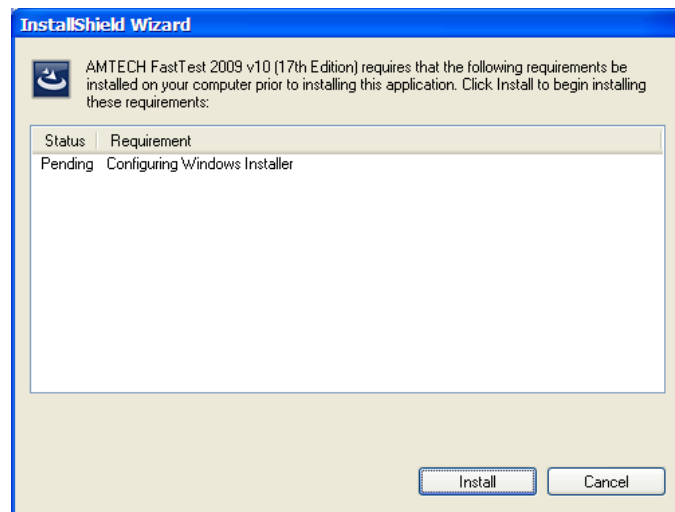 InstallShield Wizard
AMTECH FastTest 2009 v10 (17th Edition) requires that the following requirements be
installed on your computer prior to installing this application. Click Install to begin installing
these requirements:
Status Requirement
Pending Configuring Windows Installer
Install Cancel